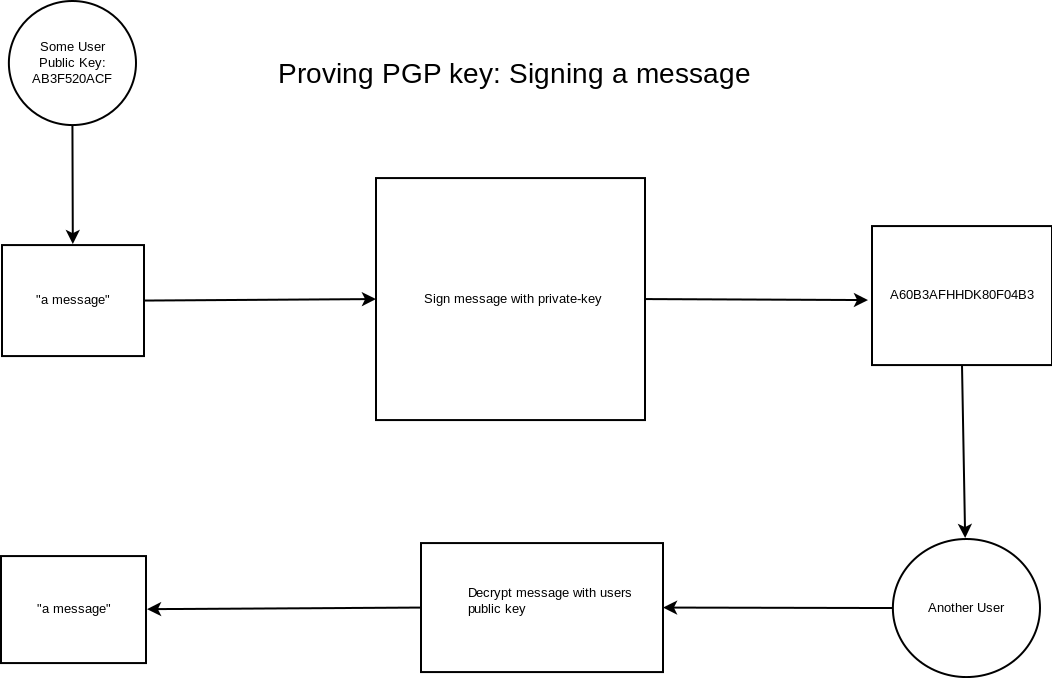 Some User
Public Key:
AB3F520ACF
Proving PGP key: Signing a message
"a message"
Sign message with private-key
A60B3AFHHDK80F04B3
"a message"
Decrypt message with users
public key
Another User